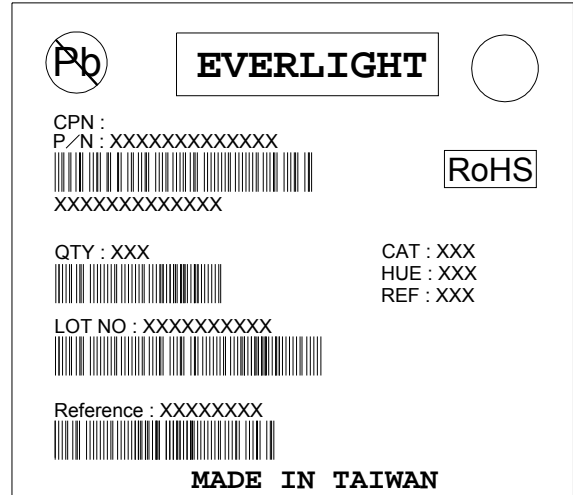 Pb
EVERLIGHT
CPN :
P/N : XXXXXXXXXXXXX
RoHS
XXXXXXXXXXXXX
QTY : XXX
CAT : XXX
HUE : XXX
REF : XXX
LOT NO : XXXXXXXXXX
Reference : XXXXXXXX
MADE IN TAIWAN